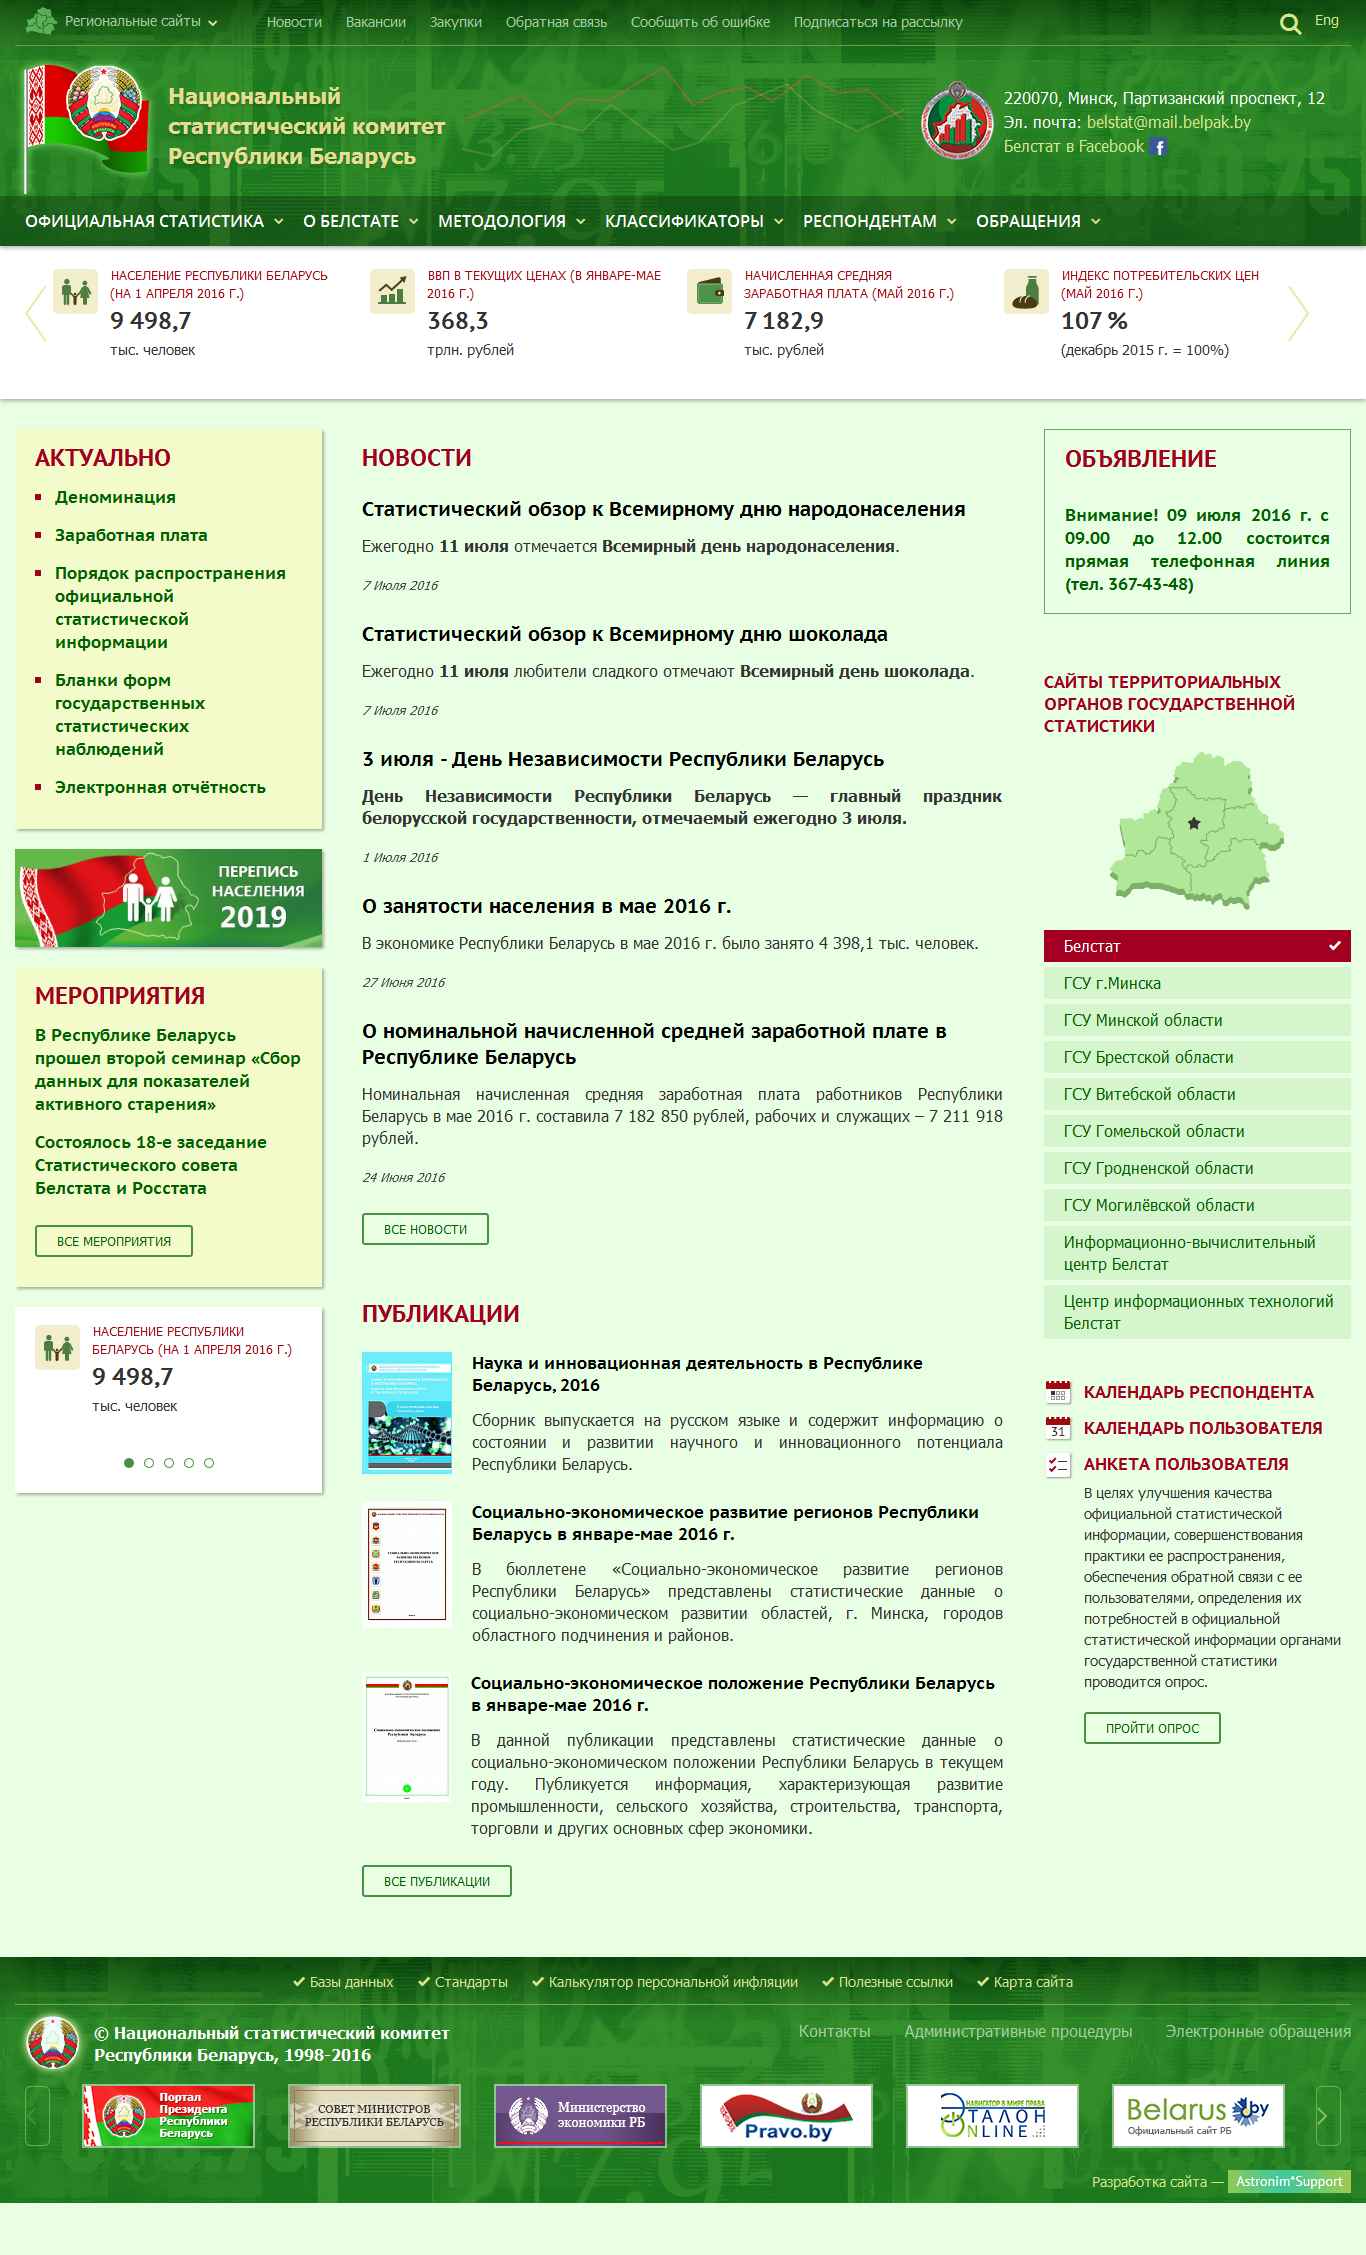 Региональные сайты Новости Вакансии Закупки Обратная связь Сообщить об ошибке Подписаться на рассылку Eng
Национальный
статистический комитет
Республики Беларусь
220070, Минск, Партизанский проспект, 12
Эл. почта: belstat@mail.belpak.by
Белстат в Facebook
ОФИЦИАЛЬНАЯ СТАТИСТИКА О БЕЛСТАТЕ МЕТОДОЛОГИЯ КЛАССИФИКАТОРЫ РЕСПОНДЕНТАМ ОБРАЩЕНИЯ
НАСЕЛЕНИЕ РЕСПУБЛИКИ БЕЛАРУСЬ
(НА 1 АПРЕЛЯ 2016 Г.)
9 498,7
тыс. человек
ВВП В ТЕКУЩИХ ЦЕНАХ (В ЯНВАРЕ-МАЕ
2016 Г.)
368,3
трлн. рублей
НАЧИСЛЕННАЯ СРЕДНЯЯ
ЗАРАБОТНАЯ ПЛАТА (МАЙ 2016 Г.)
7 182,9
тыс. рублей
ИНДЕКС ПОТРЕБИТЕЛЬСКИХ ЦЕН
(МАЙ 2016 Г.)
107 %
(декабрь 2015 г. = 100%)
АКТУАЛЬНО
Деноминация
Заработная плата
Порядок распространения
официальной
статистической
информации
Бланки форм
государственных
статистических
наблюдений
Электронная отчётность
ПЕРЕПИСЬ
НАСЕЛЕНИЯ
2019
МЕРОПРИЯТИЯ
В Республике Беларусь
прошел второй семинар «Сбор
данных для показателей
активного старения»
Состоялось 18-е заседание
Статистического совета
Белстата и Росстата
ВСЕ МЕРОПРИЯТИЯ
НАСЕЛЕНИЕ РЕСПУБЛИКИ
БЕЛАРУСЬ (НА 1 АПРЕЛЯ 2016 Г.)
9 498,7
тыс. человек
НОВОСТИ
Статистический обзор к Всемирному дню народонаселения
Ежегодно 11 июля отмечается Всемирный день народонаселения.
7 Июля 2016
Статистический обзор к Всемирному дню шоколада
Ежегодно 11 июля любители сладкого отмечают Всемирный день шоколада.
7 Июля 2016
3 июля - День Независимости Республики Беларусь
День Независимости Республики Беларусь — главный праздник
белорусской государственности, отмечаемый ежегодно 3 июля.
1 Июля 2016
О занятости населения в мае 2016 г.
В экономике Республики Беларусь в мае 2016 г. было занято 4 398,1 тыс. человек.
27 Июня 2016
О номинальной начисленной средней заработной плате в
Республике Беларусь
Номинальная начисленная средняя заработная плата работников Республики
Беларусь в мае 2016 г. составила 7 182 850 рублей, рабочих и служащих – 7 211 918
рублей.
24 Июня 2016
ВСЕ НОВОСТИ
ПУБЛИКАЦИИ
Наука и инновационная деятельность в Республике
Беларусь, 2016
Сборник выпускается на русском языке и содержит информацию о
состоянии и развитии научного и инновационного потенциала
Республики Беларусь.
Социально-экономическое развитие регионов Республики
Беларусь в январе-мае 2016 г.
В бюллетене «Социально-экономическое развитие регионов
Республики Беларусь» представлены статистические данные о
социально-экономическом развитии областей, г. Минска, городов
областного подчинения и районов.
Социально-экономическое положение Республики Беларусь
в январе-мае 2016 г.
В данной публикации представлены статистические данные о
социально-экономическом положении Республики Беларусь в текущем
году. Публикуется информация, характеризующая развитие
промышленности, сельского хозяйства, строительства, транспорта,
торговли и других основных сфер экономики.
ВСЕ ПУБЛИКАЦИИ
ОБЪЯВЛЕНИЕ
Внимание! 09 июля 2016 г. с
09.00 до 12.00 состоится
прямая телефонная линия
(тел. 367-43-48)
САЙТЫ ТЕРРИТОРИАЛЬНЫХ
ОРГАНОВ ГОСУДАРСТВЕННОЙ
СТАТИСТИКИ
Белстат
ГСУ г.Минска
ГСУ Минской области
ГСУ Брестской области
ГСУ Витебской области
ГСУ Гомельской области
ГСУ Гродненской области
ГСУ Могилёвской области
Информационно-вычислительный
центр Белстат
Центр информационных технологий
Белстат
КАЛЕНДАРЬ РЕСПОНДЕНТА
31 КАЛЕНДАРЬ ПОЛЬЗОВАТЕЛЯ
АНКЕТА ПОЛЬЗОВАТЕЛЯ
В целях улучшения качества
официальной статистической
информации, совершенствования
практики ее распространения,
обеспечения обратной связи с ее
пользователями, определения их
потребностей в официальной
статистической информации органами
государственной статистики
проводится опрос.
ПРОЙТИ ОПРОС
Базы данных Стандарты Калькулятор персональной инфляции Полезные ссылки Карта сайта
© Национальный статистический комитет
Республики Беларусь, 1998-2016
Контакты Административные процедуры Электронные обращения
Портал
Президента
Республики
Беларусь
СОВЕТ МИНИСТРОВ
РЕСПУБЛИКИ БЕЛАРУСЬ
Министерство
экономики РБ
Pravo.by
НАВИГАТОР В МИРЕ ПРАВА
ЭТАЛОН
ONLINE
Belarus.by
Официальный сайт РБ
Разработка сайта — Astronim*Support